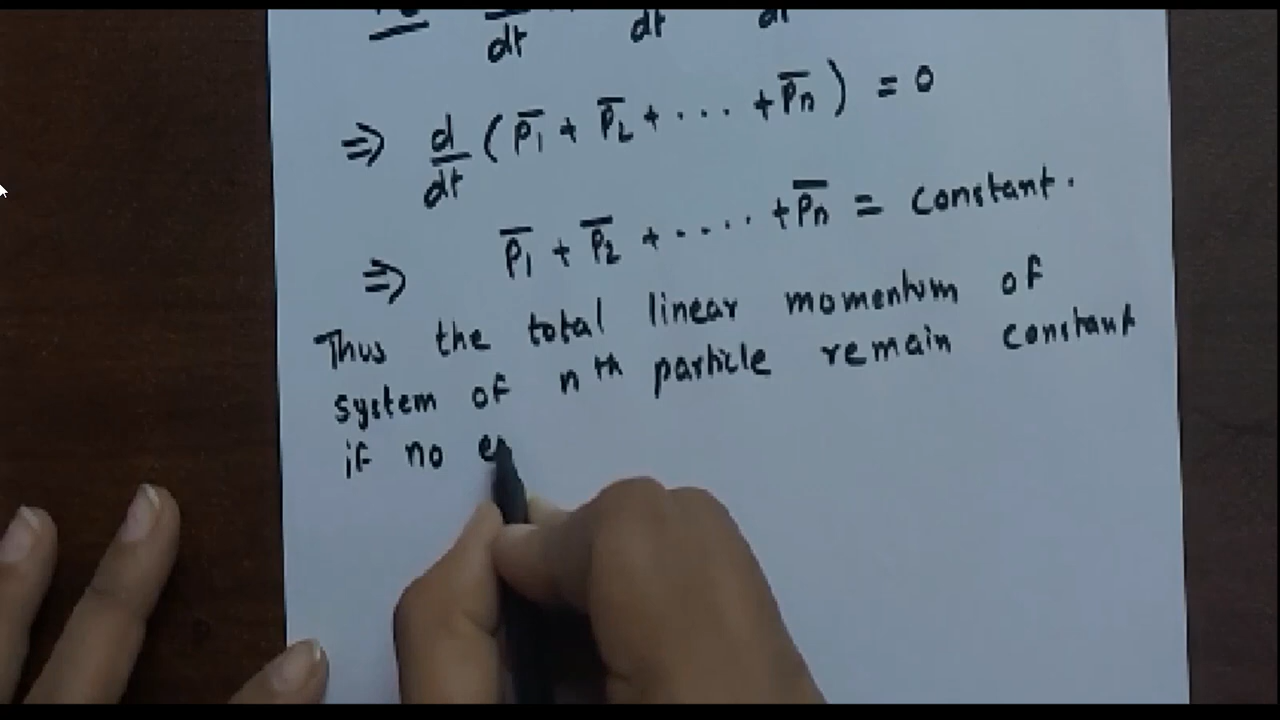 dt dt dt
⇒ d/dt (P̅1 + P̅2 + ... + P̅n) = 0
⇒ P̅1 + P̅2 + .... + P̅n = constant.
Thus the total linear momentum of
system of nth particle remain constant
if no